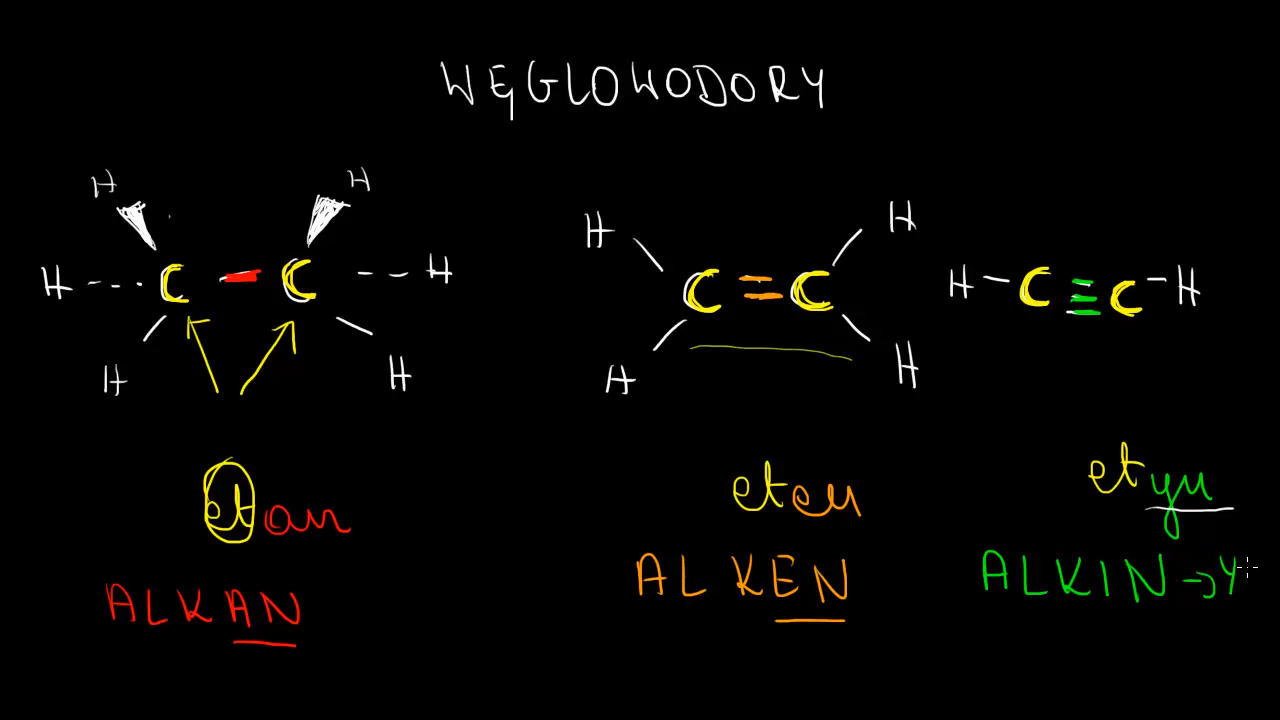 WĘGLOWODORY
H H
H C - C H
H H
H H
C = C
H H
H - C ≡ C - H
etan
eten
etyn
ALKAN
ALKEN
ALKIN → Y